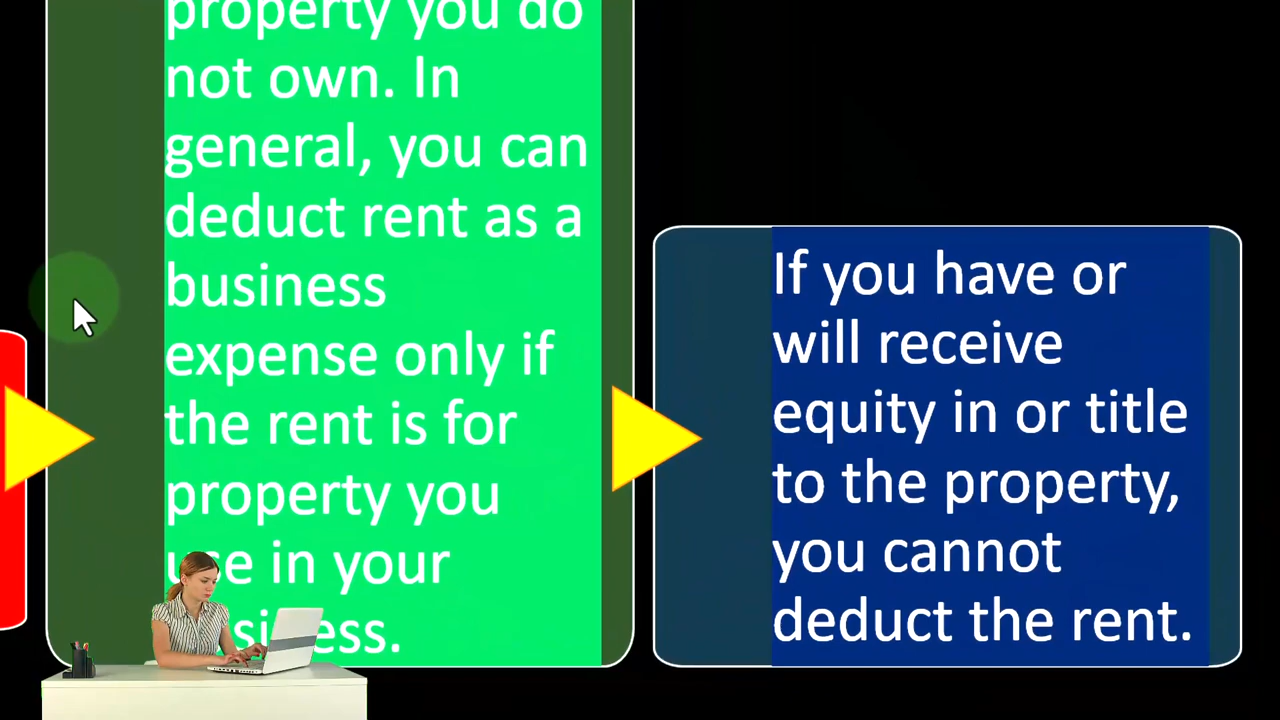 property you do
not own. In
general, you can
deduct rent as a
business
expense only if
the rent is for
property you
in your
If you have or
will receive
equity in or title
to the property,
you cannot
deduct the rent.